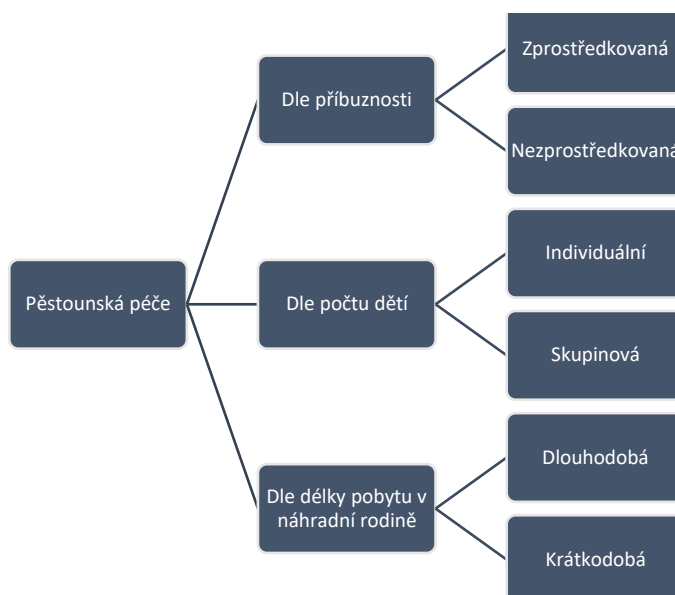 Pěstounská péče
Dle příbuznosti
Zprostředkovaná
Nezprostředkovaná
Dle počtu dětí
Individuální
Skupinová
Dle délky pobytu v
náhradní rodině
Dlouhodobá
Krátkodobá